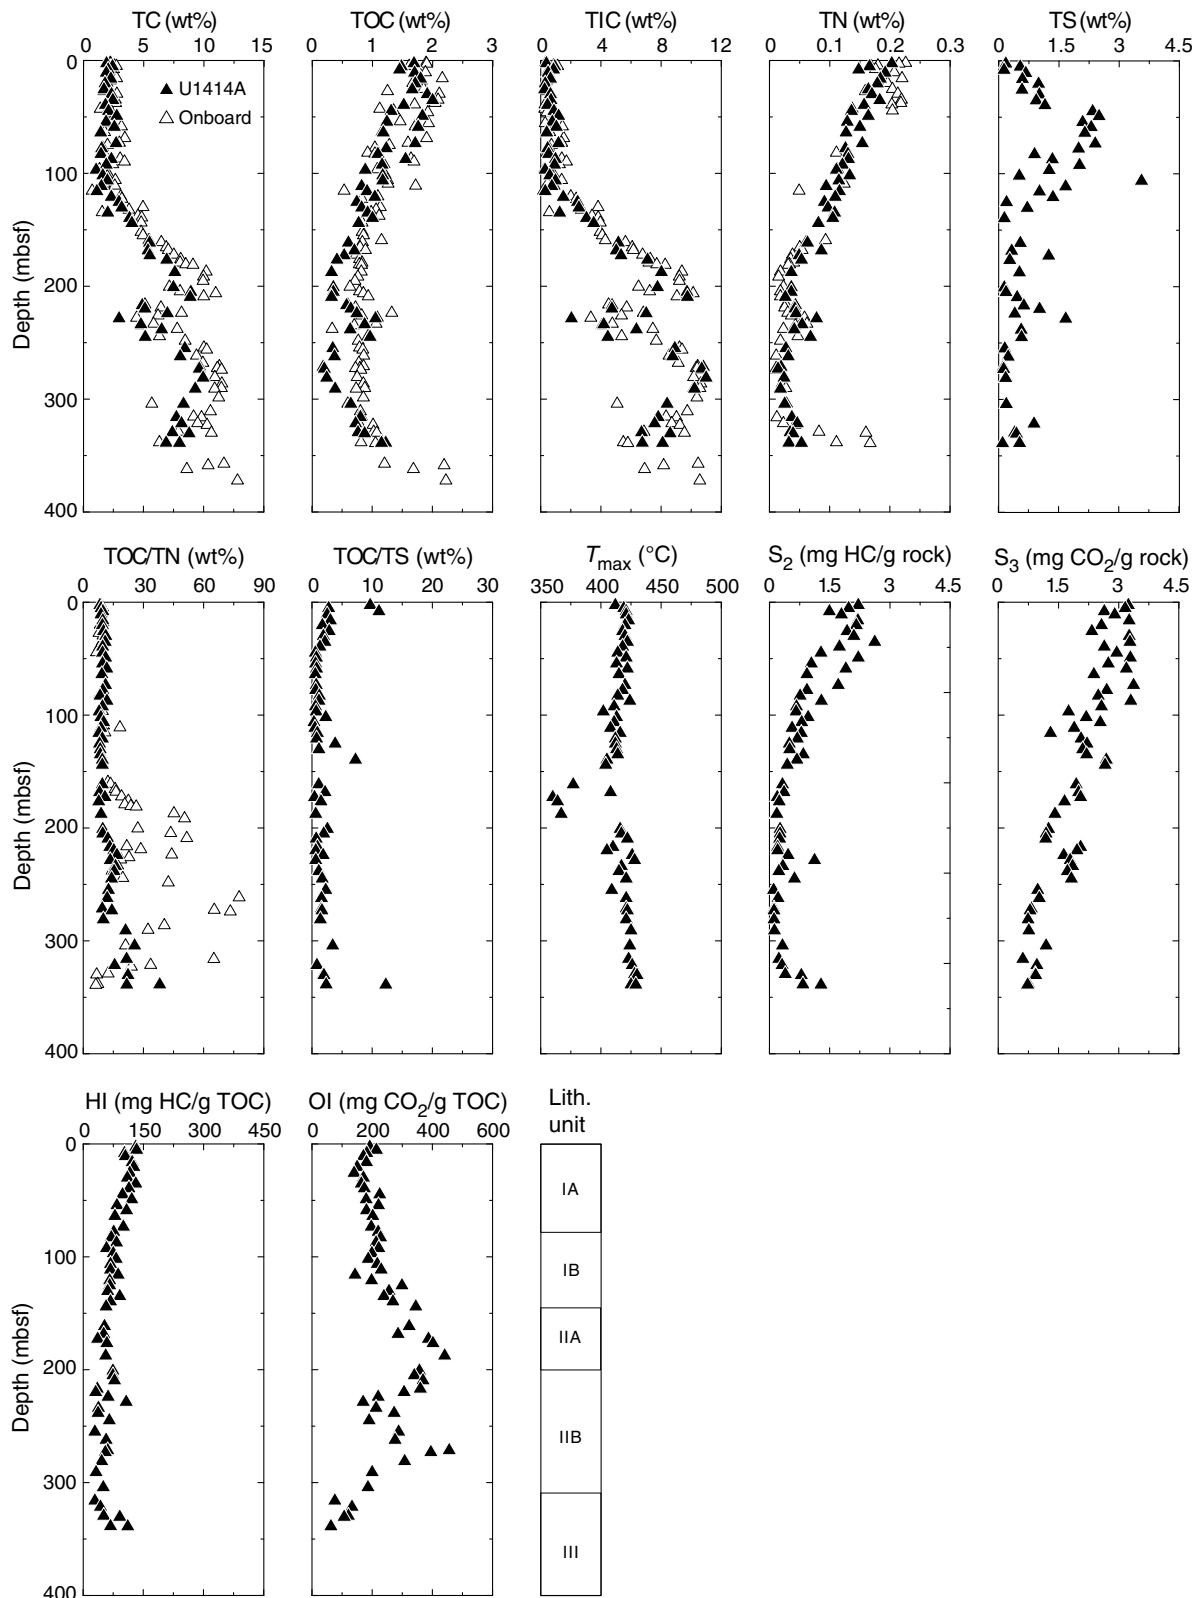 TC (wt%) TOC (wt%) TIC (wt%) TN (wt%) TS (wt%)
0 5 10 15 0 1 2 3 0 4 8 12 0 0.1 0.2 0.3 0 1.5 3 4.5
0
▲ U1414A
△ Onboard
100
Depth (mbsf)
200
300
400
TOC/TN (wt%) TOC/TS (wt%) Tmax (°C) S2 (mg HC/g rock) S3 (mg CO2/g rock)
0 30 60 90 0 10 20 30 350 400 450 500 0 1.5 3 4.5 0 1.5 3 4.5
0
100
Depth (mbsf)
200
300
400
HI (mg HC/g TOC) OI (mg CO2/g TOC) Lith.
unit
0 150 300 450 0 200 400 600
0
IA
100
IB
Depth (mbsf)
IIA
200
IIB
300
III
400